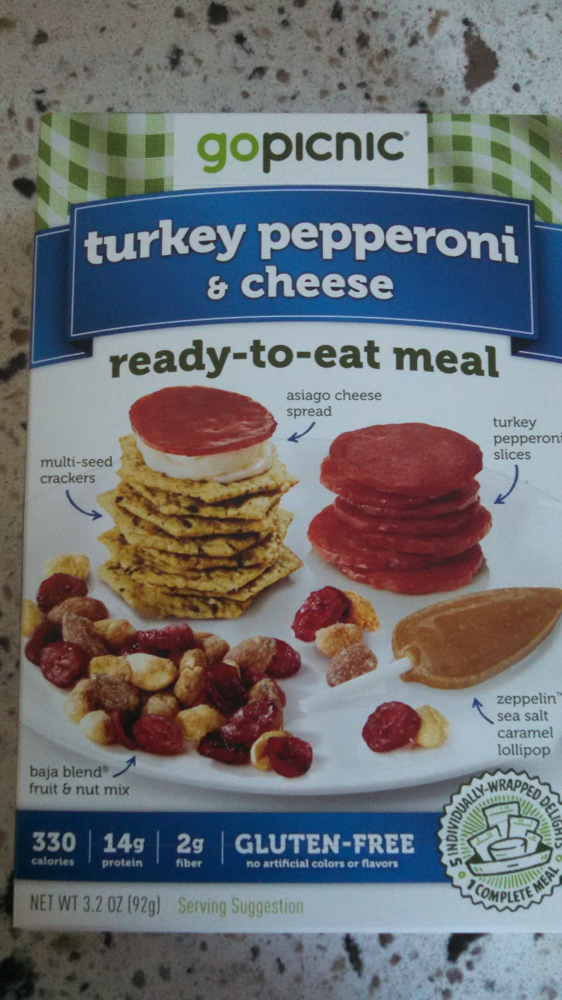 gopicnic®
turkey pepperoni
& cheese
ready-to-eat meal
asiago cheese
spread
turkey
pepperoni
slices
multi-seed
crackers
zeppelin™
sea salt
caramel
lollipop
baja blend®
fruit & nut mix
330
calories
14g
protein
2g
fiber
GLUTEN-FREE
no artificial colors or flavors
5 INDIVIDUALLY-WRAPPED DELIGHTS
1 COMPLETE MEAL
NET WT 3.2 OZ (92g) Serving Suggestion